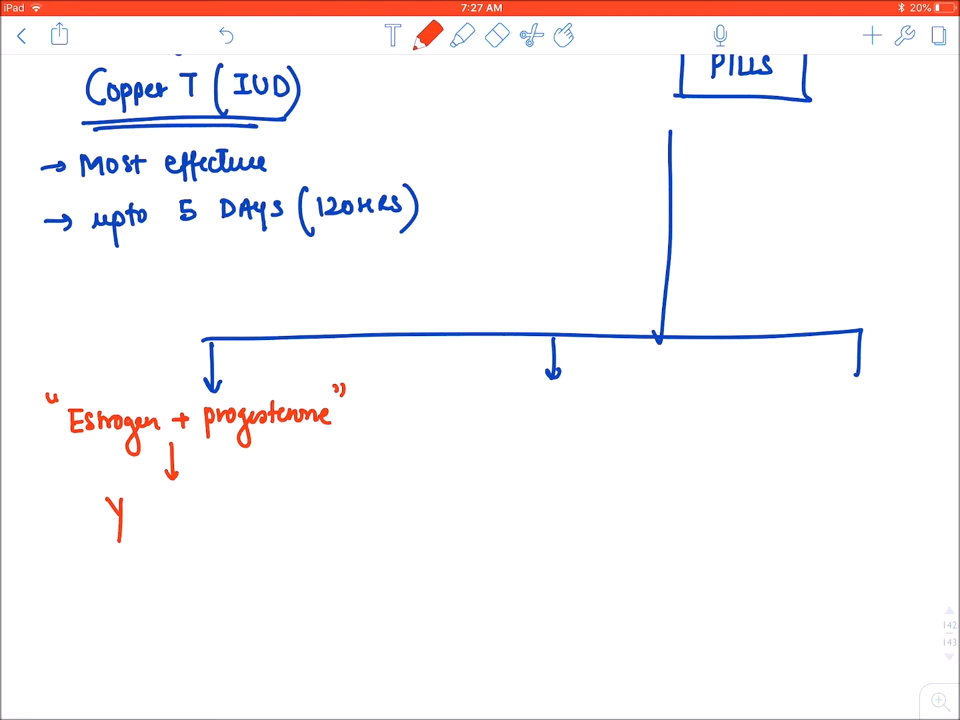 iPad 7:27 AM 20%
T
PILLS
Copper T (IUD)
→ Most effective
→ upto 5 DAYS (120HRS)
"Estrogen + progesterone"
Y
142
143